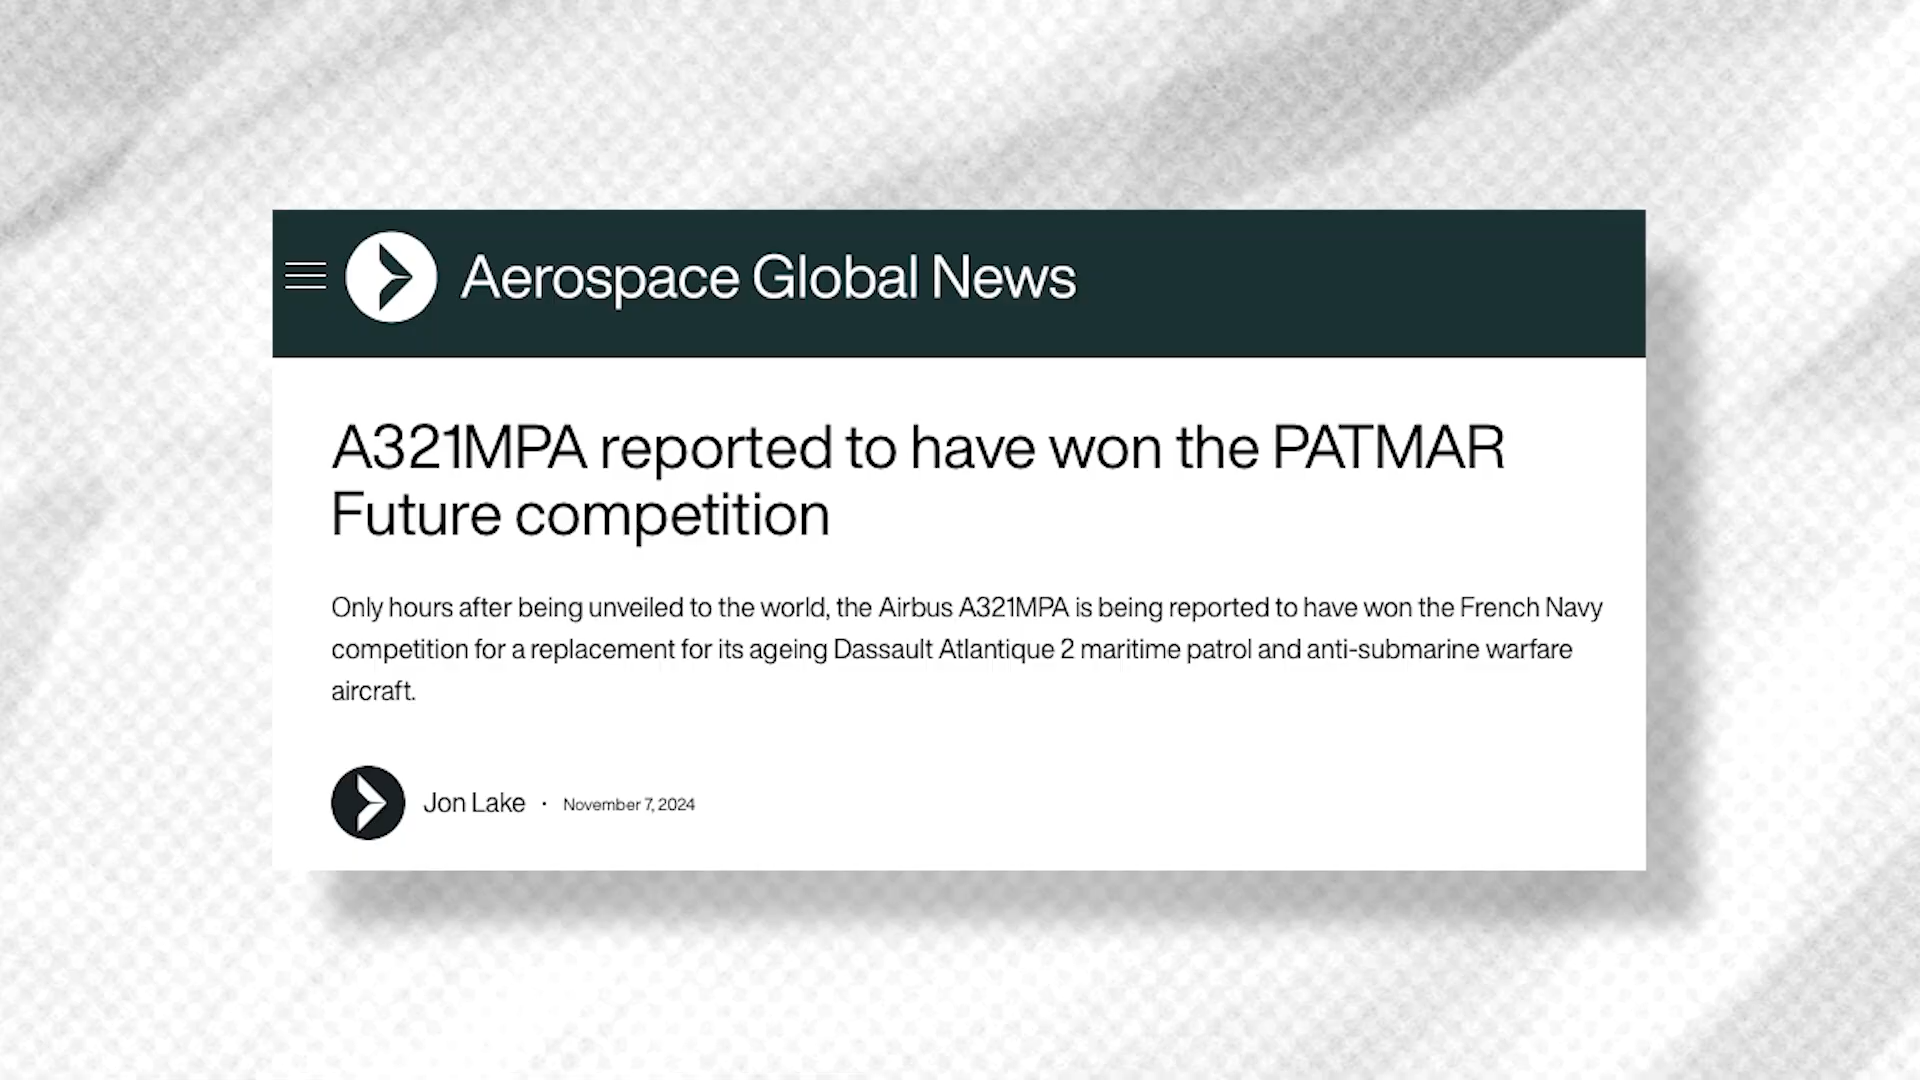 Aerospace Global News
A321MPA reported to have won the PATMAR
Future competition
Only hours after being unveiled to the world, the Airbus A321MPA is being reported to have won the French Navy
competition for a replacement for its ageing Dassault Atlantique 2 maritime patrol and anti-submarine warfare
aircraft.
Jon Lake · November 7, 2024